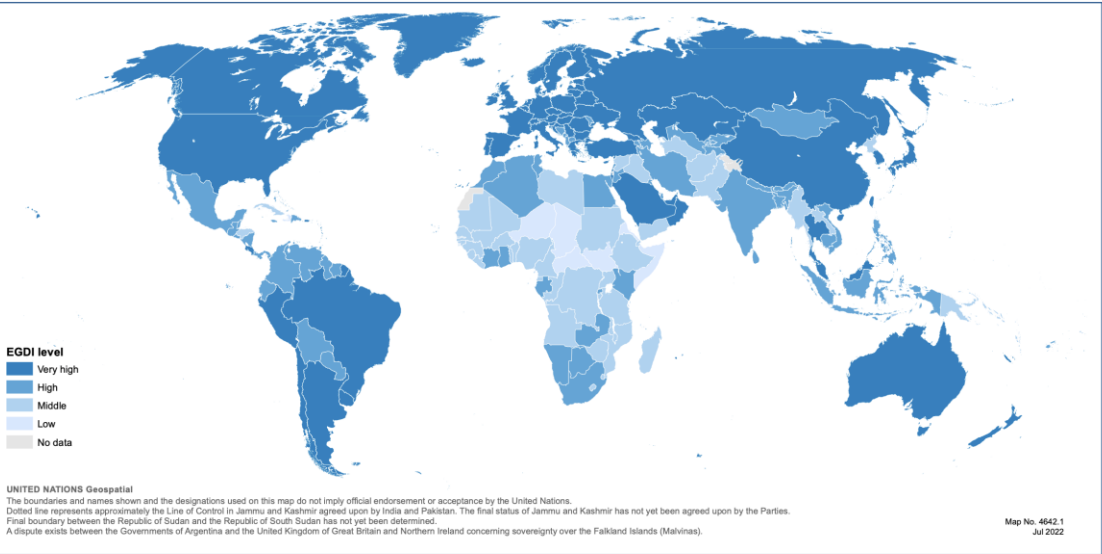 EGDI level
Very high
High
Middle
Low
No data
UNITED NATIONS Geospatial
The boundaries and names shown and the designations used on this map do not imply official endorsement or acceptance by the United Nations.
Dotted line represents approximately the Line of Control in Jammu and Kashmir agreed upon by India and Pakistan. The final status of Jammu and Kashmir has not yet been agreed upon by the Parties.
Final boundary between the Republic of Sudan and the Republic of South Sudan has not yet been determined.
A dispute exists between the Governments of Argentina and the United Kingdom of Great Britain and Northern Ireland concerning sovereignty over the Falkland Islands (Malvinas).
Map No. 4642.1
Jul 2022